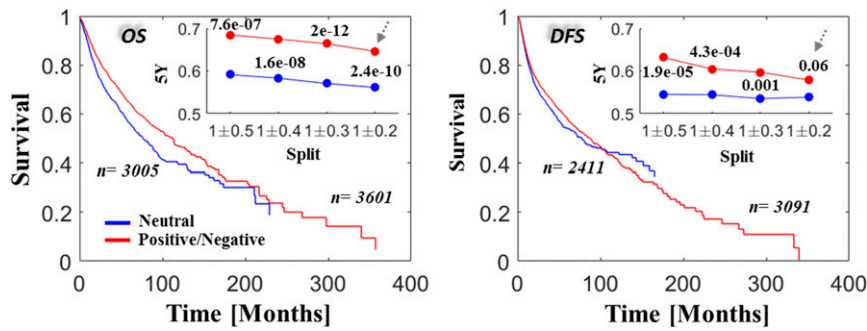 OS
7.6e-07
2e-12
0.7
1.6e-08
2.4e-10
5Y
0.6
0.5
1±0.5 1±0.4 1±0.3 1±0.2
Split
1
0.8
0.6
0.4
0.2
0
Survival
n= 3005
n= 3601
Neutral
Positive/Negative
0 100 200 300 400
Time [Months]
DFS
0.7
4.3e-04
0.06
1.9e-05
0.001
5Y
0.6
0.5
1±0.5 1±0.4 1±0.3 1±0.2
Split
1
0.8
0.6
0.4
0.2
0
Survival
n= 2411
n= 3091
0 100 200 300 400
Time [Months]